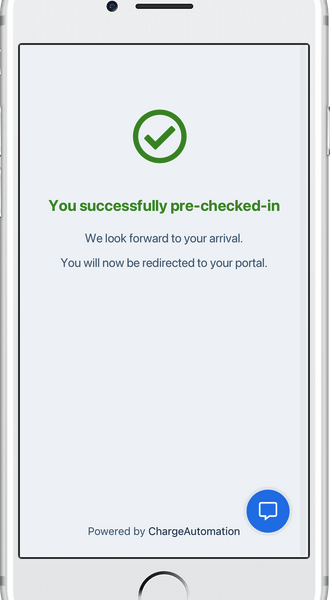 You successfully pre-checked-in
We look forward to your arrival.
You will now be redirected to your portal.
Powered by ChargeAutomation